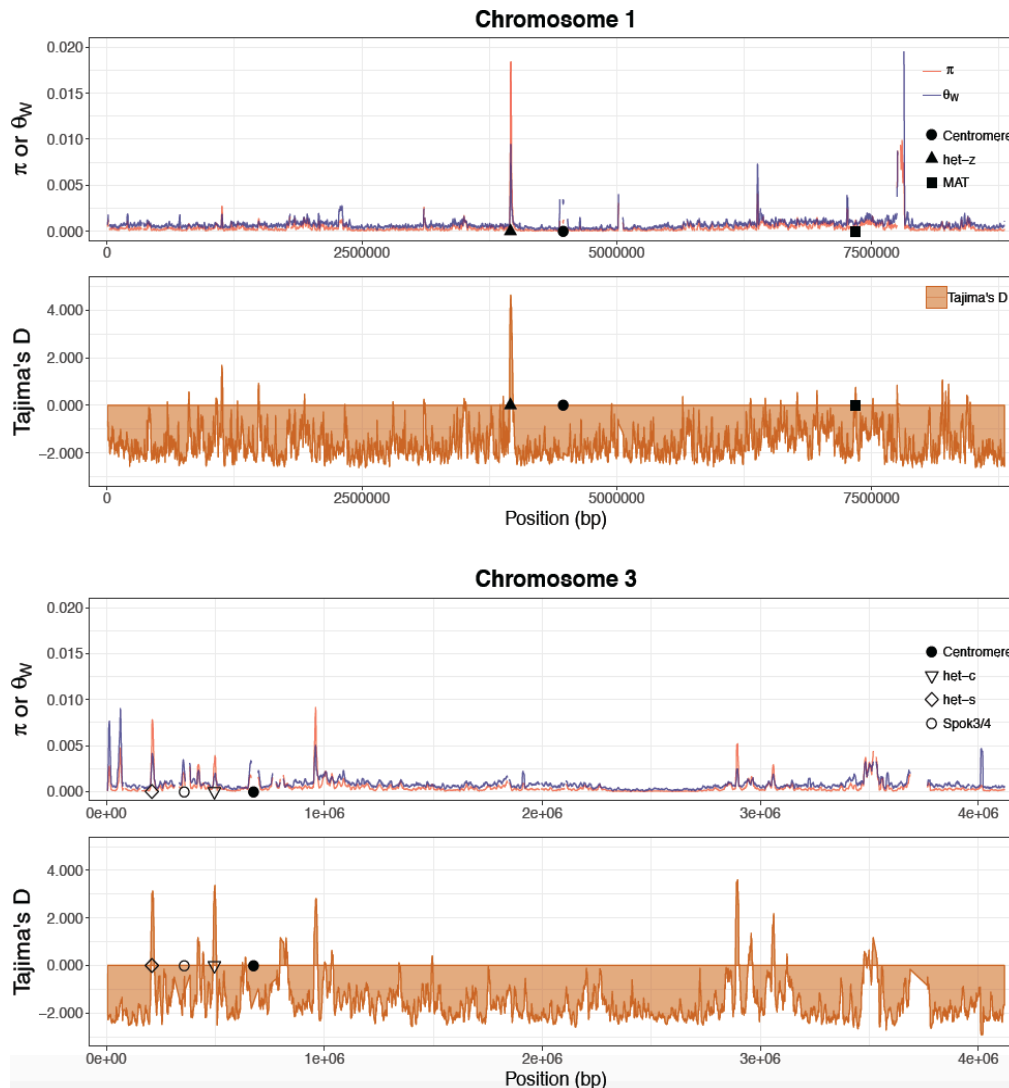 Chromosome 1
π or θW
0.020
0.015
0.010
0.005
0.000
π
θW
Centromere
het−z
MAT
0
2500000
5000000
7500000
Tajima's D
4.000
2.000
0.000
−2.000
Tajima's D
0
2500000
5000000
7500000
Position (bp)
Chromosome 3
π or θW
0.020
0.015
0.010
0.005
0.000
Centromere
het−c
het−s
Spok3/4
0e+00
1e+06
2e+06
3e+06
4e+06
Tajima's D
4.000
2.000
0.000
−2.000
0e+00
1e+06
2e+06
3e+06
4e+06
Position (bp)